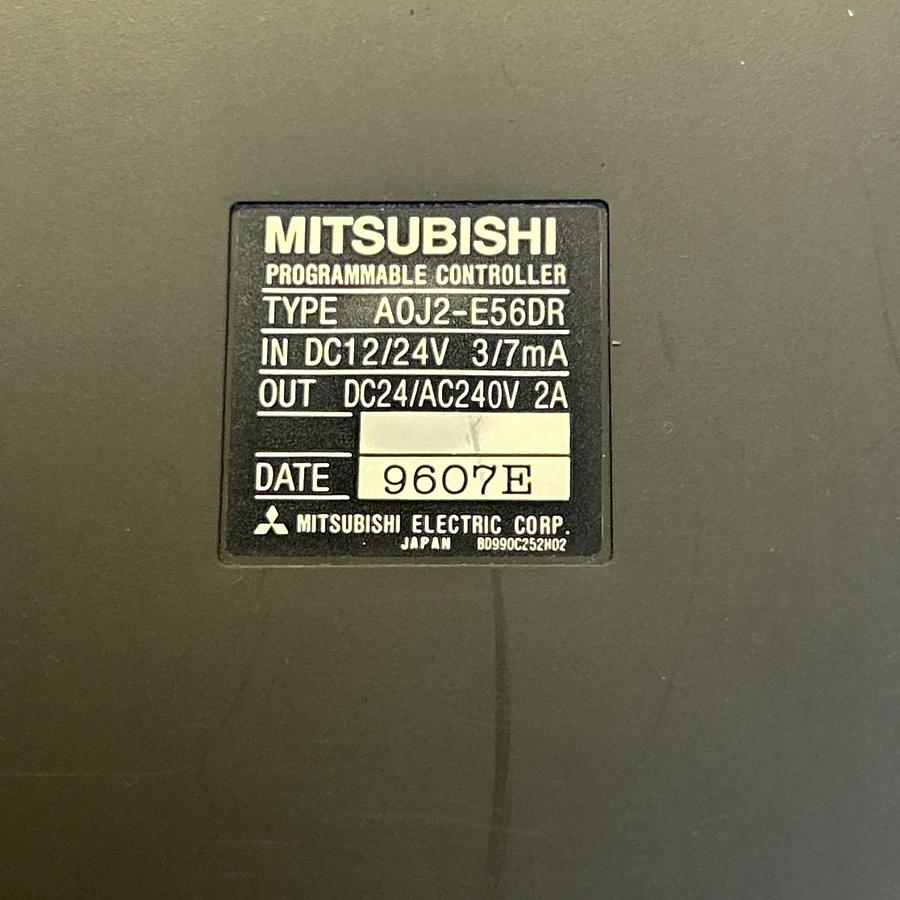 MITSUBISHI
PROGRAMMABLE CONTROLLER
TYPE A0J2-E56DR
IN DC12/24V 3/7mA
OUT DC24/AC240V 2A
DATE 9607E
MITSUBISHI ELECTRIC CORP.
JAPAN BD990C252H02